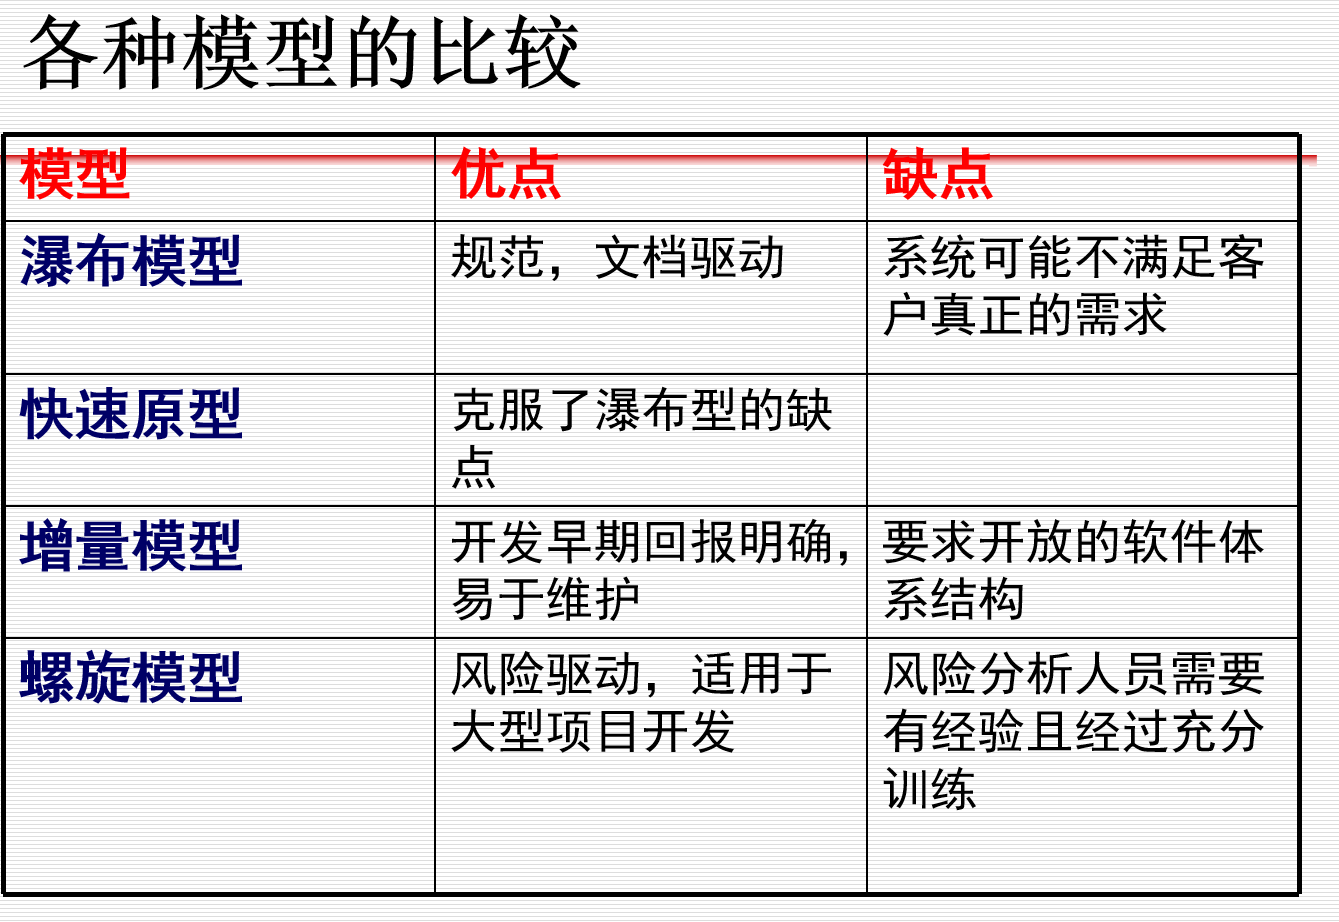 各种模型的比较
模型 优点 缺点
瀑布模型 规范，文档驱动 系统可能不满足客
户真正的需求
快速原型 克服了瀑布型的缺
点
增量模型 开发早期回报明确， 要求开放的软件体
易于维护 系结构
螺旋模型 风险驱动，适用于 风险分析人员需要
大型项目开发 有经验且经过充分
训练